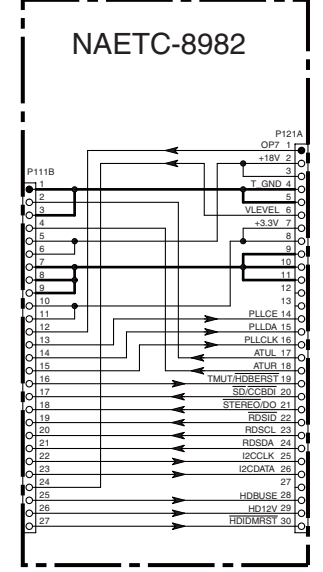 NAETC-8982
P121A
OP7 1
+18V 2
3
P111B
1 T_GND 4
2 5
3 VLEVEL 6
4 +3.3V 7
5 8
6 9
7 10
8 11
9 12
10 13
11 PLLCE 14
12 PLLDA 15
13 PLLCLK 16
14 ATUL 17
15 ATUR 18
16 TMUT/HDBERST 19
17 SD/CCBDI 20
18 STEREO/DO 21
19 RDSID 22
20 RDSCL 23
21 RDSDA 24
22 I2CCLK 25
23 I2CDATA 26
24 27
25 HDBUSE 28
26 HD12V 29
27 HDIDMRST 30